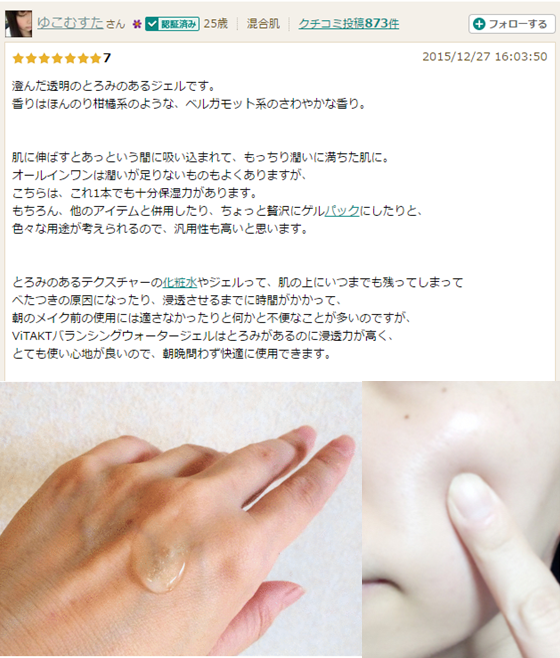 ゆこむすたさん 認証済み 25歳 混合肌 クチコミ投稿873件 フォローする
★★★★★★★7 2015/12/27 16:03:50
澄んだ透明のとろみのあるジェルです。
香りはほんのり柑橘系のような、ベルガモット系のさわやかな香り。
肌に伸ばすとあっという間に吸い込まれて、もっちり潤いに満ちた肌に。
オールインワンは潤いが足りないものもよくありますが、
こちらは、これ1本でも十分保湿力があります。
もちろん、他のアイテムと併用したり、ちょっと贅沢にゲルパックにしたりと、
色々な用途が考えられるので、汎用性も高いと思います。
とろみのあるテクスチャーの化粧水やジェルって、肌の上にいつまでも残ってしまって
べたつきの原因になったり、浸透させるまでに時間がかかって、
朝のメイク前の使用には適さなかったりと何かと不便なことが多いのですが、
ViTAKTバランシングウォータージェルはとろみがあるのに浸透力が高く、
とても使い心地が良いので、朝晩問わず快適に使用できます。